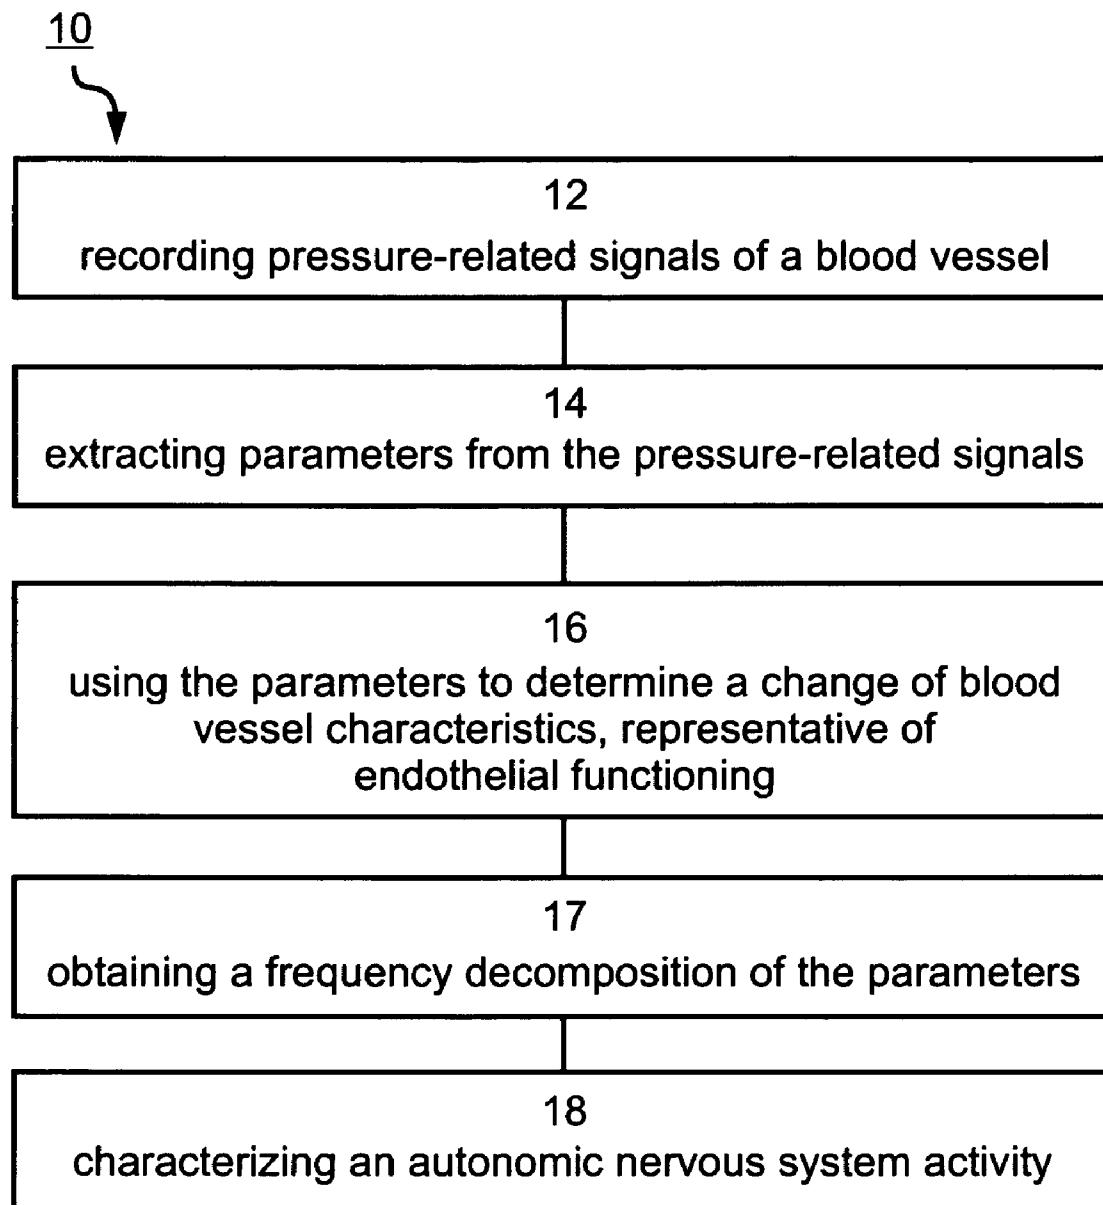 10
12
recording pressure-related signals of a blood vessel
14
extracting parameters from the pressure-related signals
16
using the parameters to determine a change of blood
vessel characteristics, representative of
endothelial functioning
17
obtaining a frequency decomposition of the parameters
18
characterizing an autonomic nervous system activity